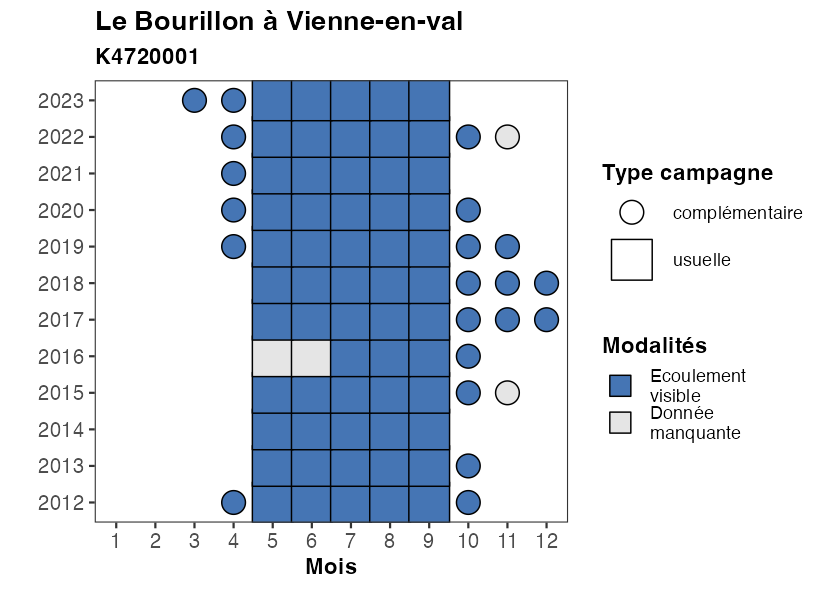 Le Bourillon à Vienne-en-val
K4720001
2023
2022
2021
2020
2019
2018
2017
2016
2015
2014
2013
2012
1 2 3 4 5 6 7 8 9 10 11 12
Mois
Type campagne
complémentaire
usuelle
Modalités
Ecoulement
visible
Donnée
manquante